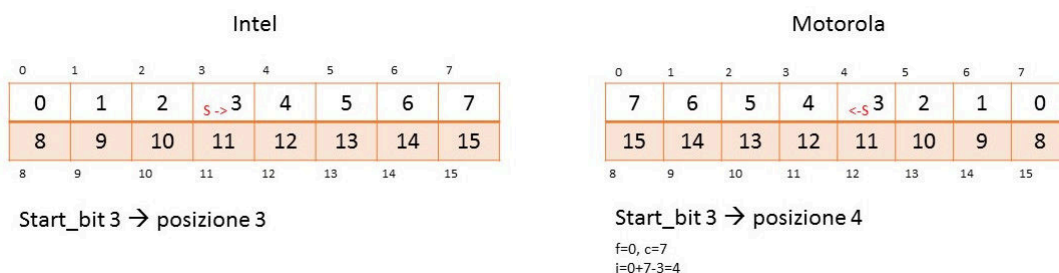 Intel
0 1 2 3 4 5 6 7
0 1 2 S -> 3 4 5 6 7
8 9 10 11 12 13 14 15
8 9 10 11 12 13 14 15
Start_bit 3 → posizione 3
Motorola
0 1 2 3 4 5 6 7
7 6 5 4 <-S 3 2 1 0
15 14 13 12 11 10 9 8
8 9 10 11 12 13 14 15
Start_bit 3 → posizione 4
f=0, c=7
i=0+7-3=4